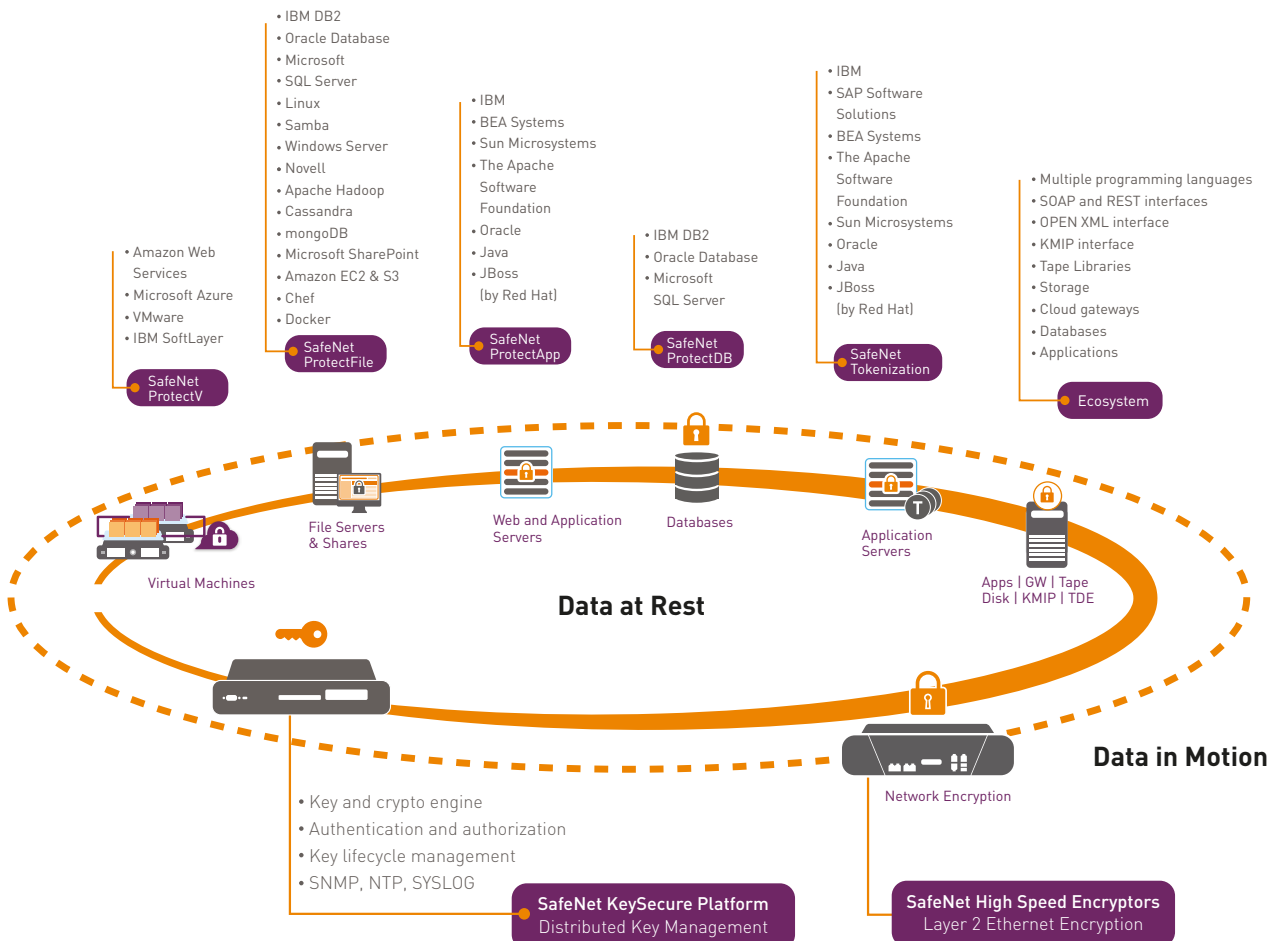 • Amazon Web
Services
• Microsoft Azure
• VMware
• IBM SoftLayer
SafeNet
ProtectV
• IBM DB2
• Oracle Database
• Microsoft
• SQL Server
• Linux
• Samba
• Windows Server
• Novell
• Apache Hadoop
• Cassandra
• mongoDB
• Microsoft SharePoint
• Amazon EC2 & S3
• Chef
• Docker
SafeNet
ProtectFile
• IBM
• BEA Systems
• Sun Microsystems
• The Apache
Software
Foundation
• Oracle
• Java
• JBoss
(by Red Hat)
SafeNet
ProtectApp
• IBM DB2
• Oracle Database
• Microsoft
SQL Server
SafeNet
ProtectDB
• IBM
• SAP Software
Solutions
• BEA Systems
• The Apache
Software
Foundation
• Sun Microsystems
• Oracle
• Java
• JBoss
(by Red Hat)
SafeNet
Tokenization
• Multiple programming languages
• SOAP and REST interfaces
• OPEN XML interface
• KMIP interface
• Tape Libraries
• Storage
• Cloud gateways
• Databases
• Applications
Ecosystem
Virtual Machines
File Servers
& Shares
Web and Application
Servers
Databases
T
Application
Servers
Apps | GW | Tape
Disk | KMIP | TDE
Data at Rest
Data in Motion
Network Encryption
• Key and crypto engine
• Authentication and authorization
• Key lifecycle management
• SNMP, NTP, SYSLOG
SafeNet KeySecure Platform
Distributed Key Management
SafeNet High Speed Encryptors
Layer 2 Ethernet Encryption